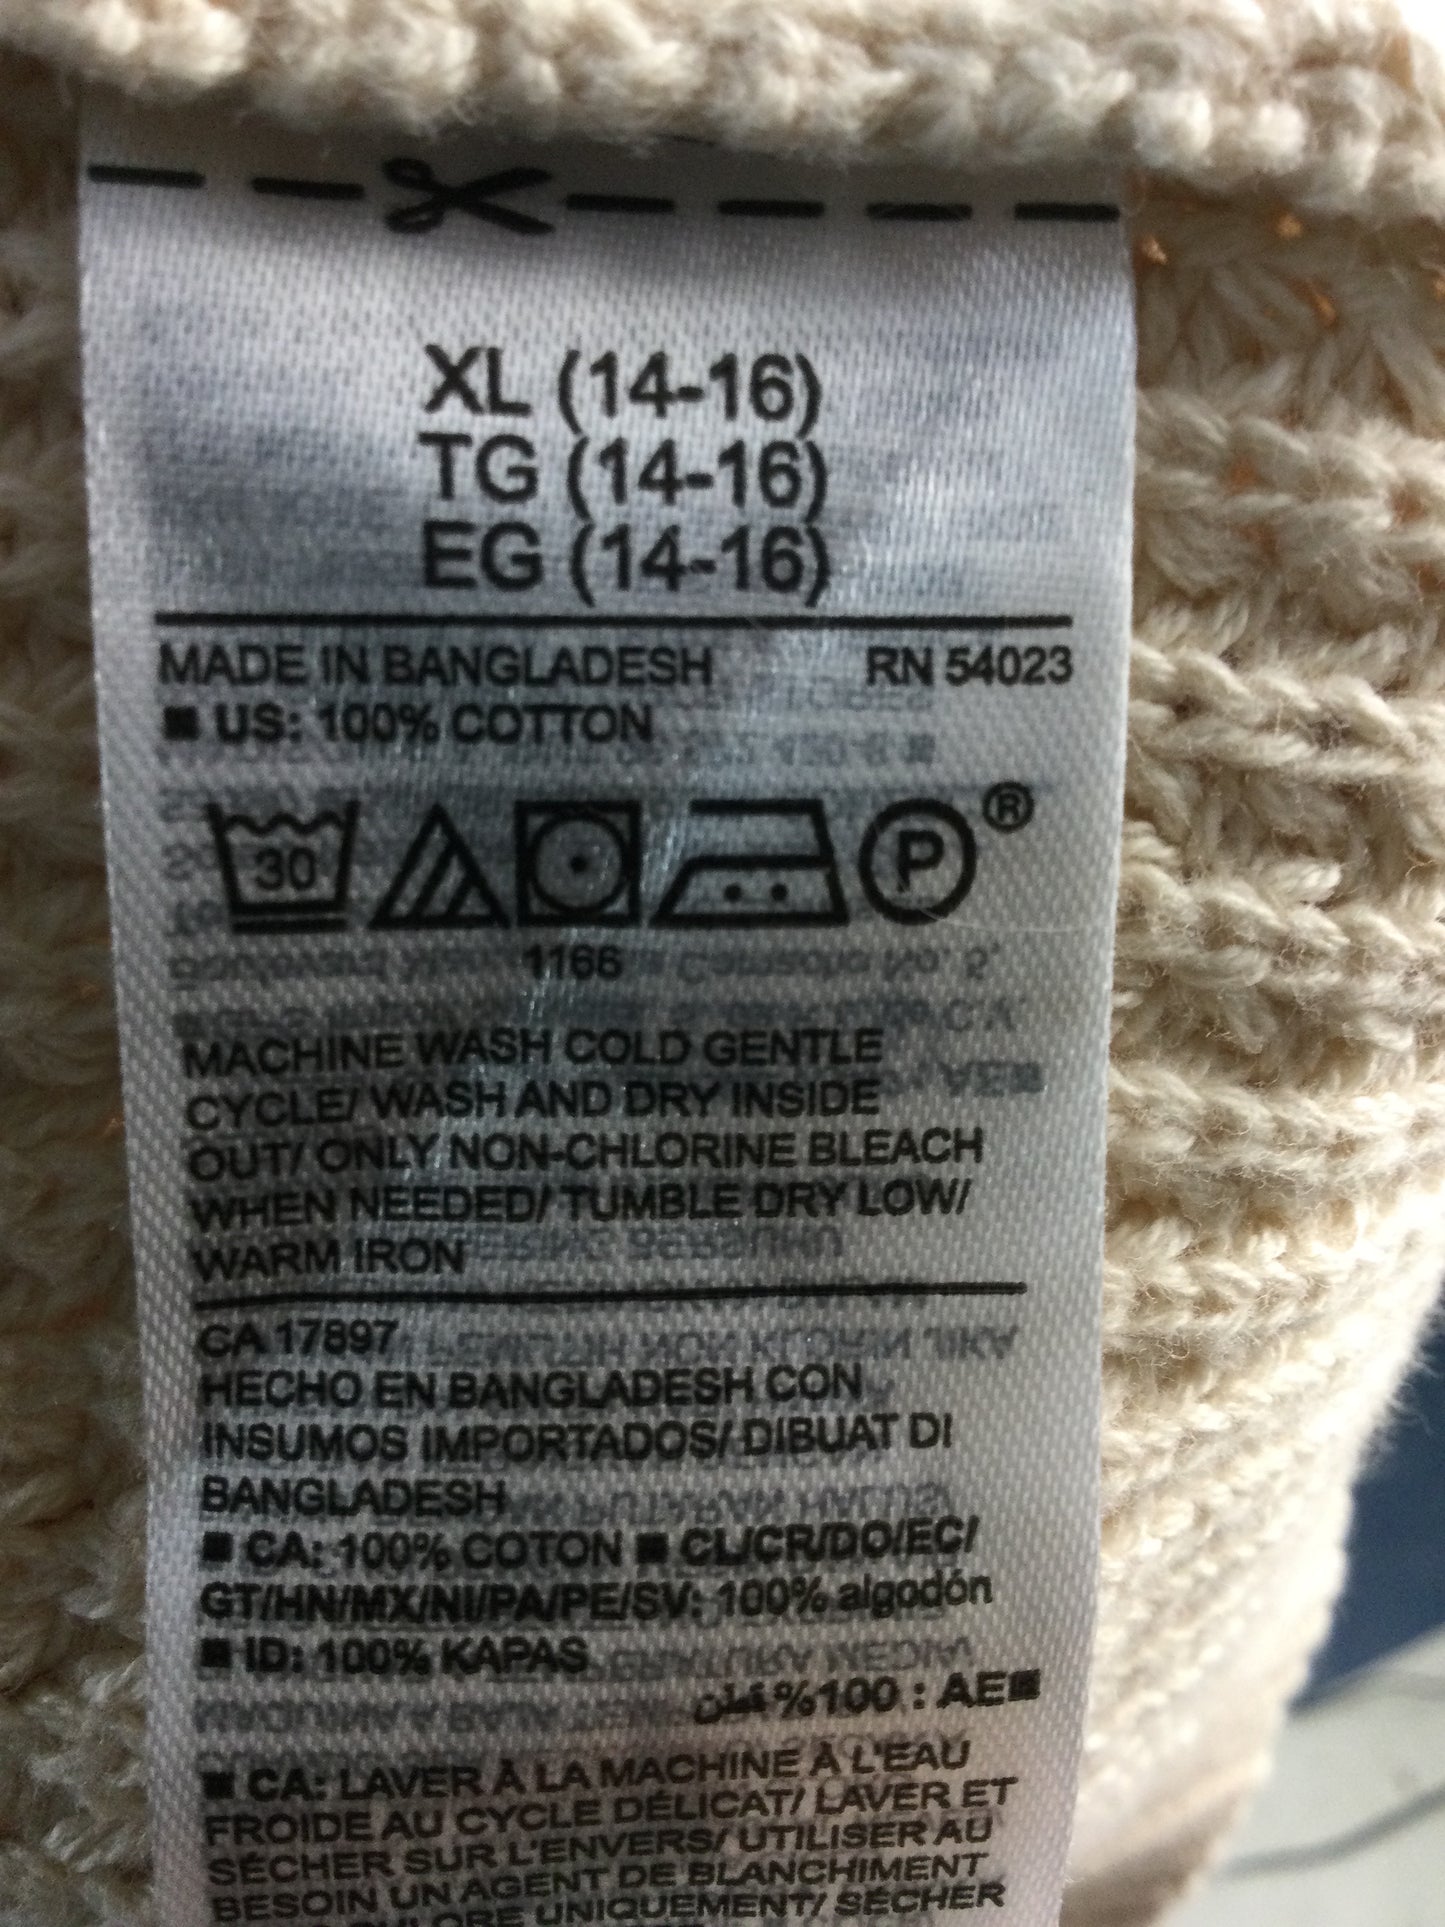 XL (14-16)
TG (14-16)
EG (14-16)
MADE IN BANGLADESH RN 54023
■ US: 100% COTTON
30 P ®
1166
MACHINE WASH COLD GENTLE
CYCLE/ WASH AND DRY INSIDE
OUT/ ONLY NON-CHLORINE BLEACH
WHEN NEEDED/ TUMBLE DRY LOW/
WARM IRON
CA 17897
HECHO EN BANGLADESH CON
INSUMOS IMPORTADOS/ DIBUAT DI
BANGLADESH
■ CA: 100% COTON ■ CL/CR/DO/EC/
GT/HN/MX/NI/PA/PE/SV: 100% algodón
■ ID: 100% KAPAS
■AE : 100% قطن
■ CA: LAVER À LA MACHINE À L'EAU
FROIDE AU CYCLE DÉLICAT/ LAVER ET
SÉCHER SUR L'ENVERS/ UTILISER AU
BESOIN UN AGENT DE BLANCHIMENT
UNIQUEMENT/ SÉCHER